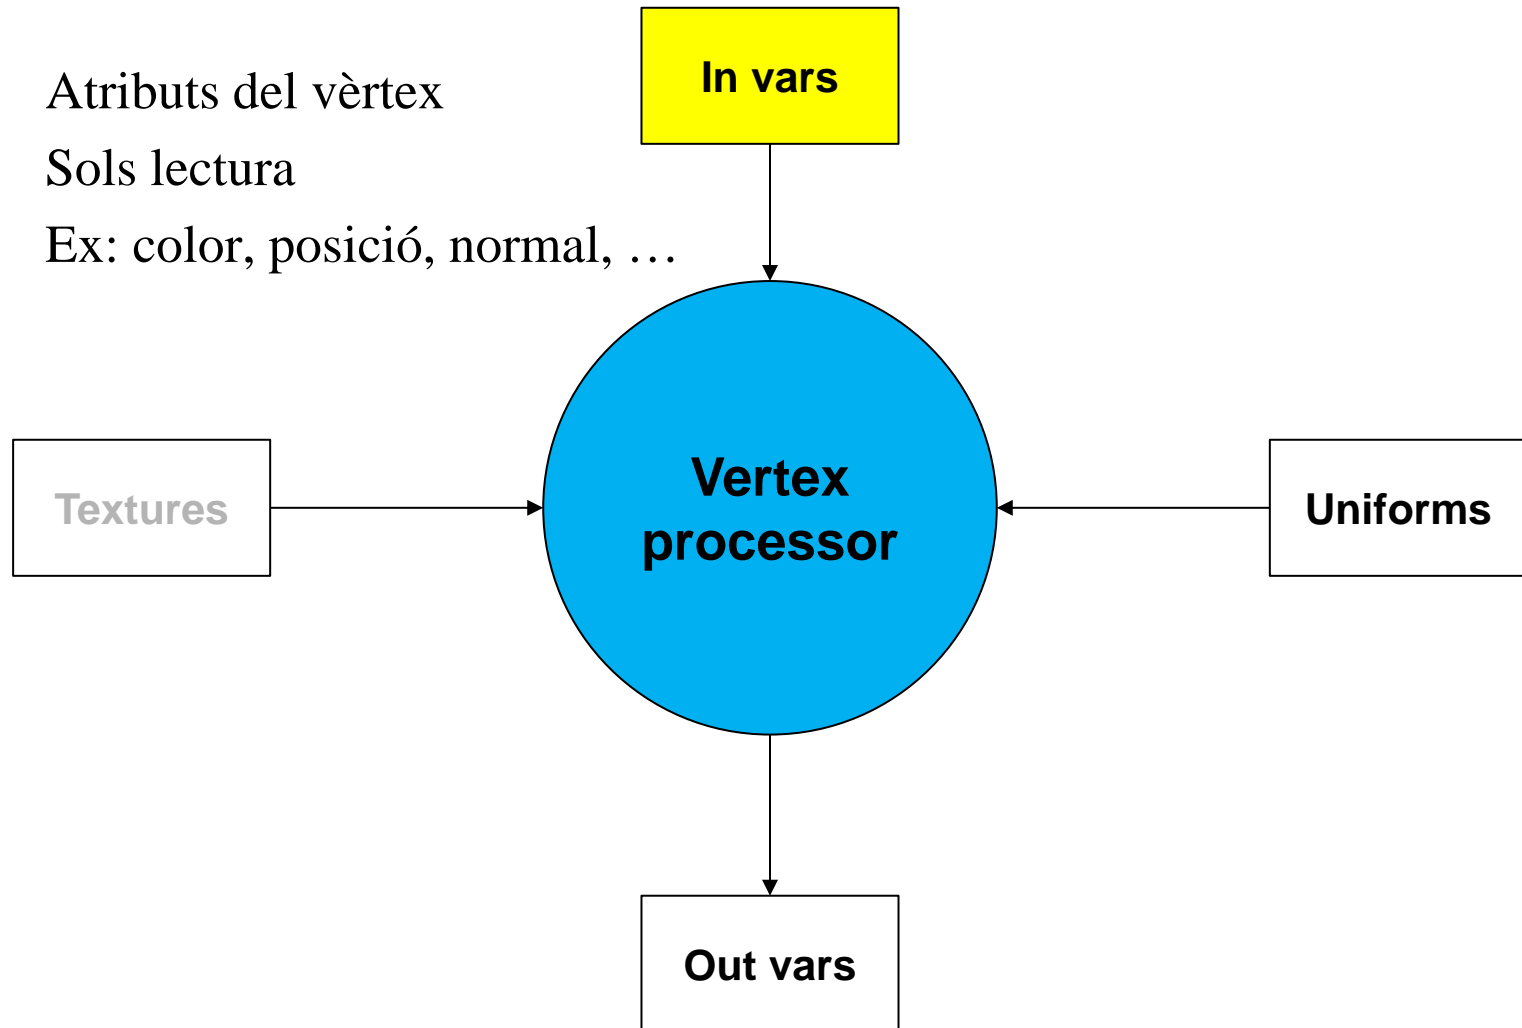 In vars
Atributs del vèrtex
Sols lectura
Ex: color, posició, normal, …
Textures
Vertex
processor
Uniforms
Out vars